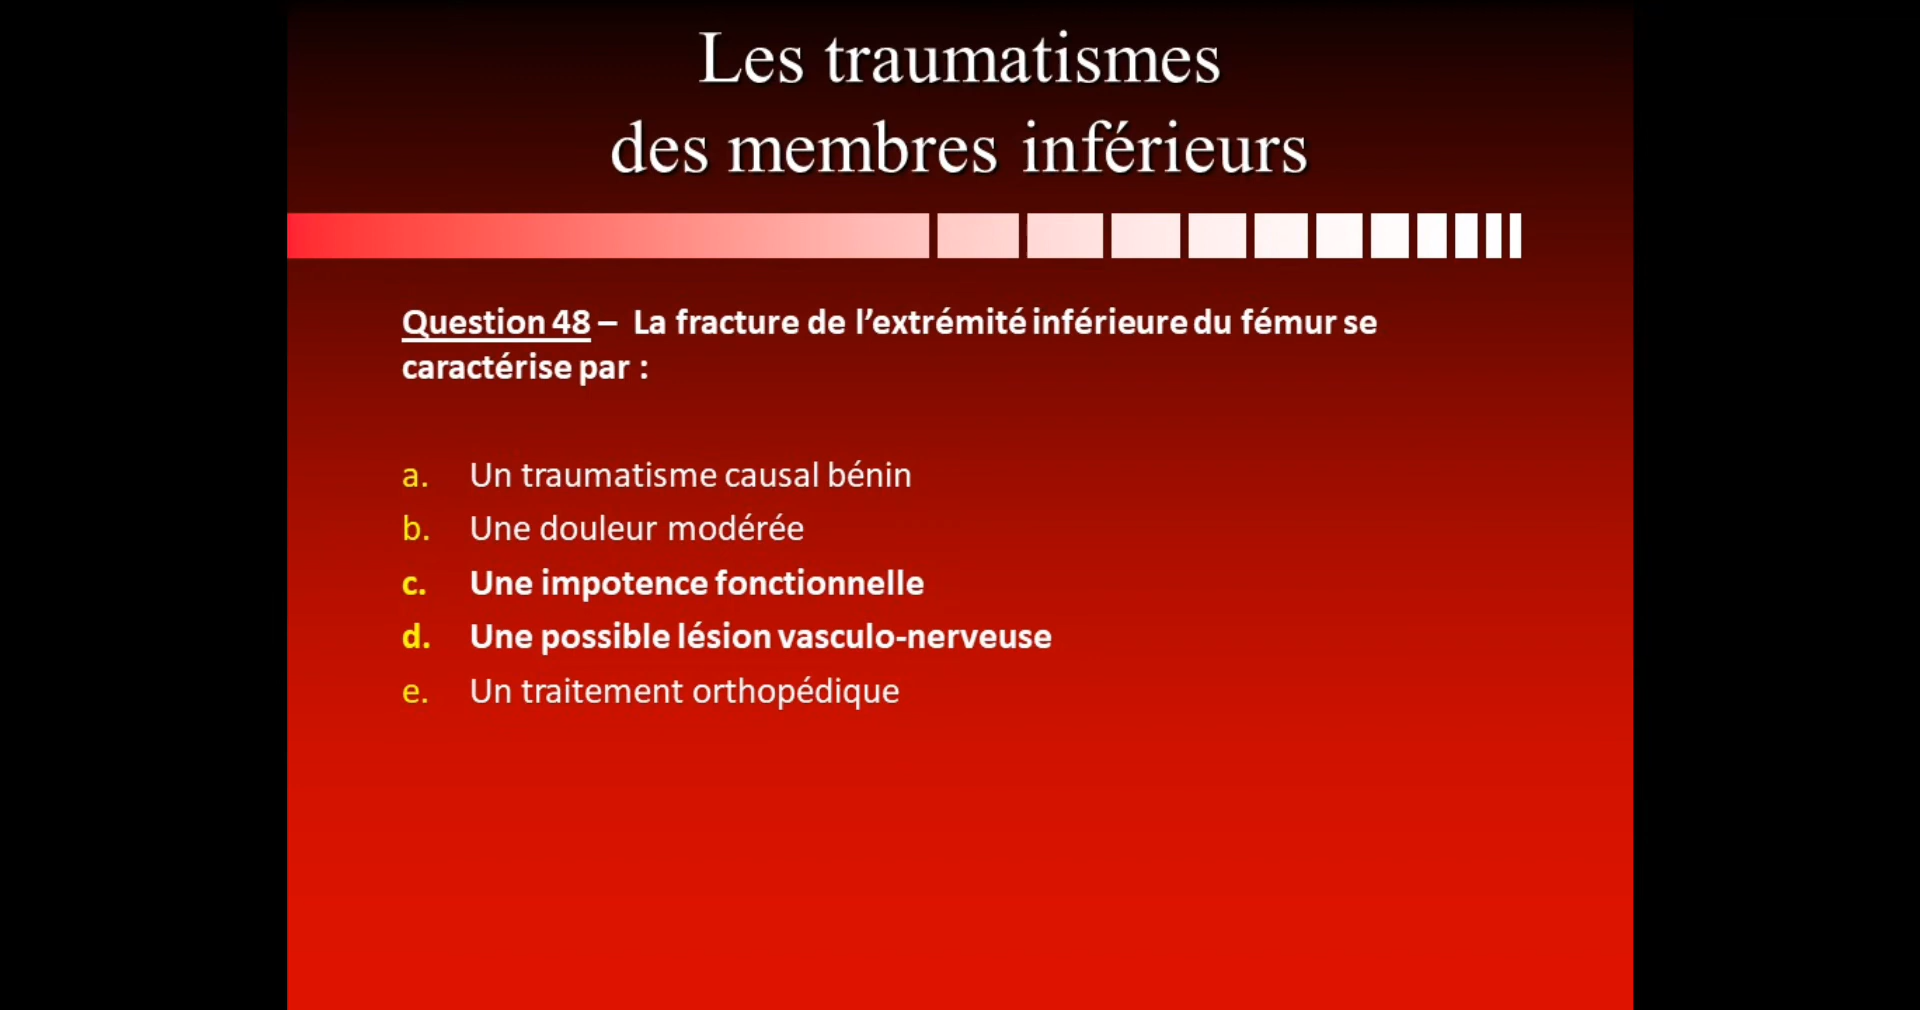 Les traumatismes
des membres inférieurs
Question 48 – La fracture de l’extrémité inférieure du fémur se
caractérise par :
a. Un traumatisme causal bénin
b. Une douleur modérée
c. Une impotence fonctionnelle
d. Une possible lésion vasculo-nerveuse
e. Un traitement orthopédique